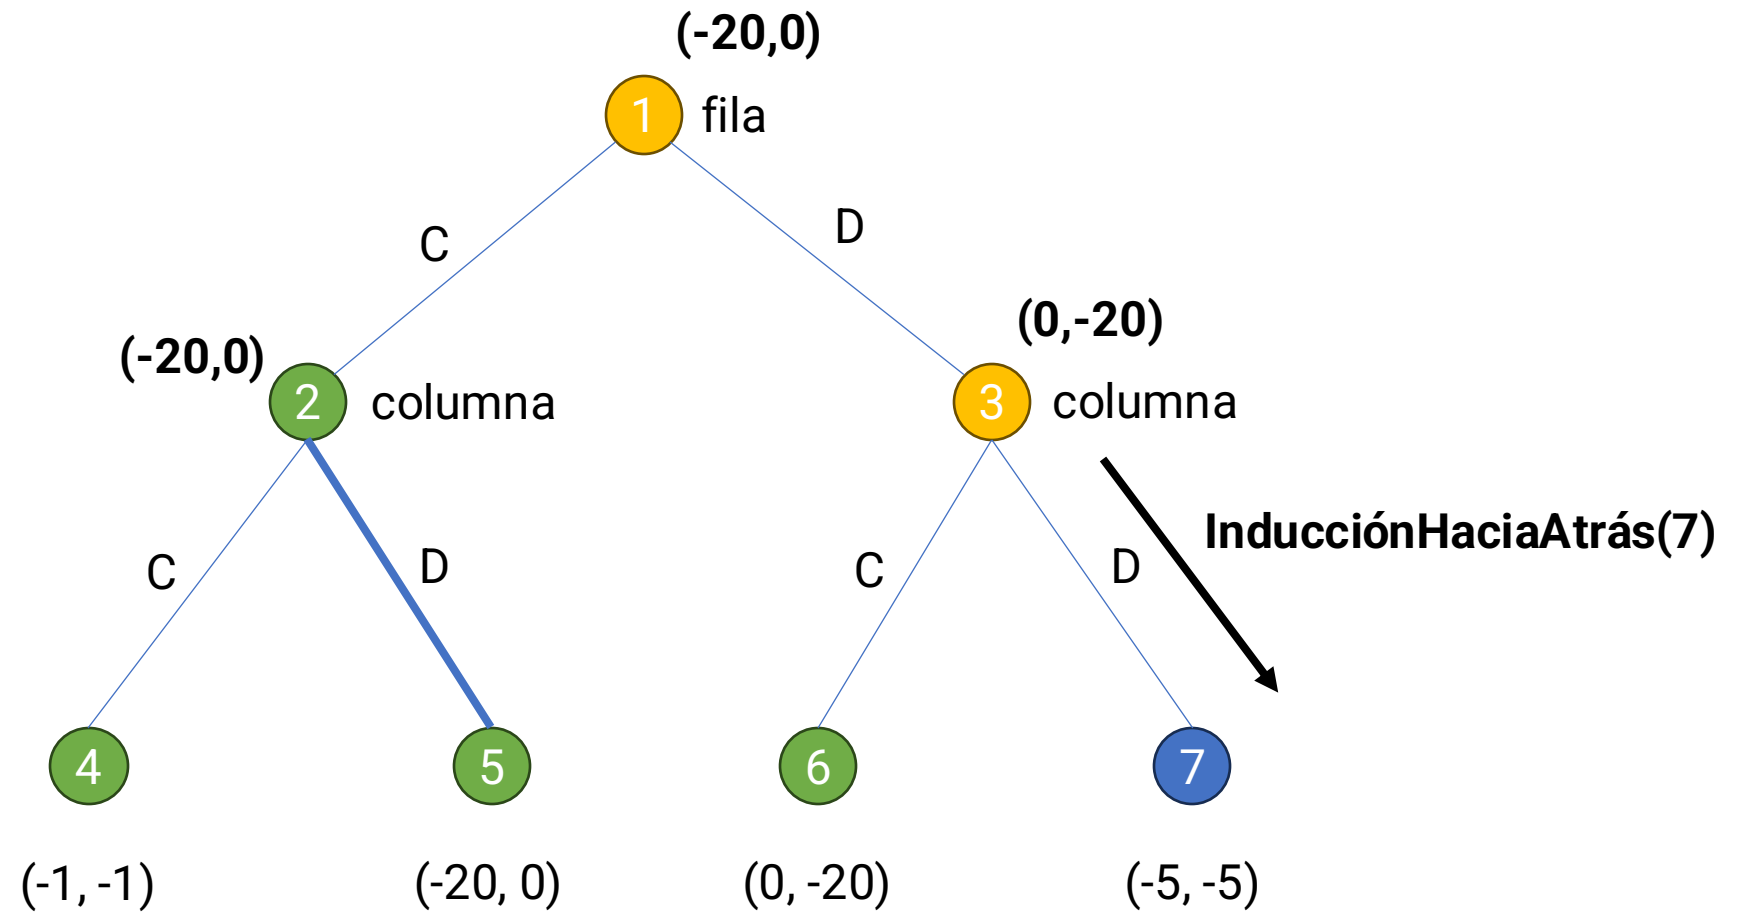 (-20,0)
1 fila
C D
(0,-20)
(-20,0)
2 columna 3 columna
InducciónHaciaAtrás(7)
C D C D
4 5 6 7
(-1, -1) (-20, 0) (0, -20) (-5, -5)